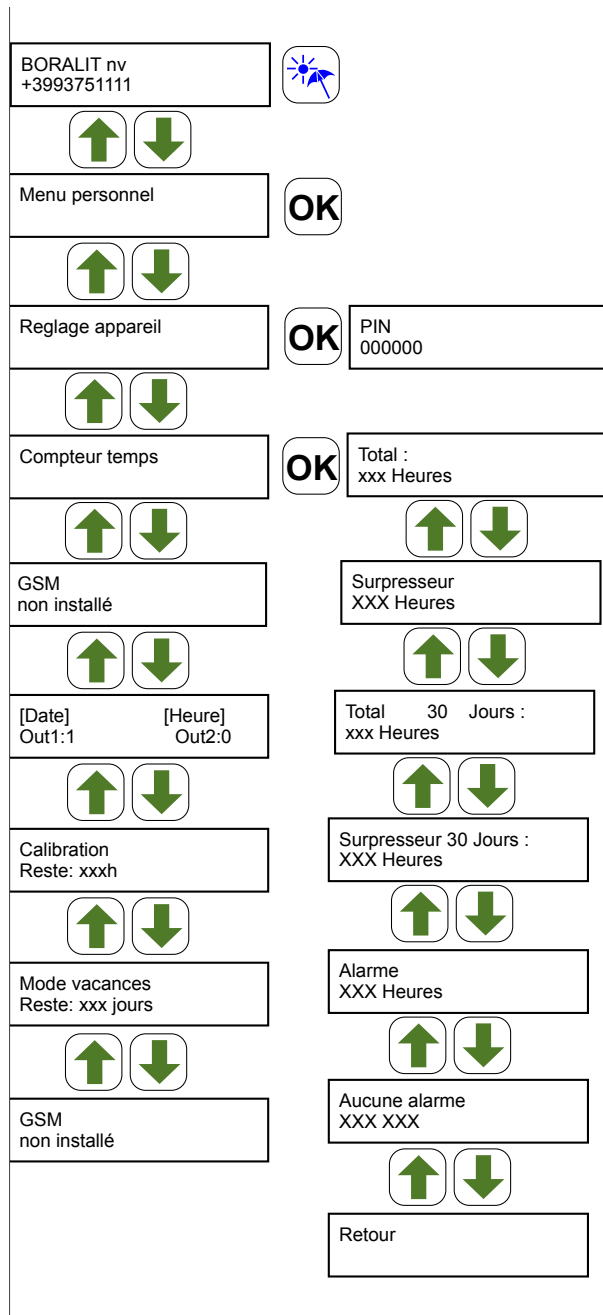 BORALIT nv
+3993751111
Menu personnel
OK
Reglage appareil
OK
PIN
000000
Compteur temps
OK
Total :
xxx Heures
GSM
non installé
Surpresseur
XXX Heures
[Date] [Heure]
Out1:1 Out2:0
Total 30 Jours :
xxx Heures
Calibration
Reste: xxxh
Surpresseur 30 Jours :
XXX Heures
Mode vacances
Reste: xxx jours
Alarme
XXX Heures
GSM
non installé
Aucune alarme
XXX XXX
Retour